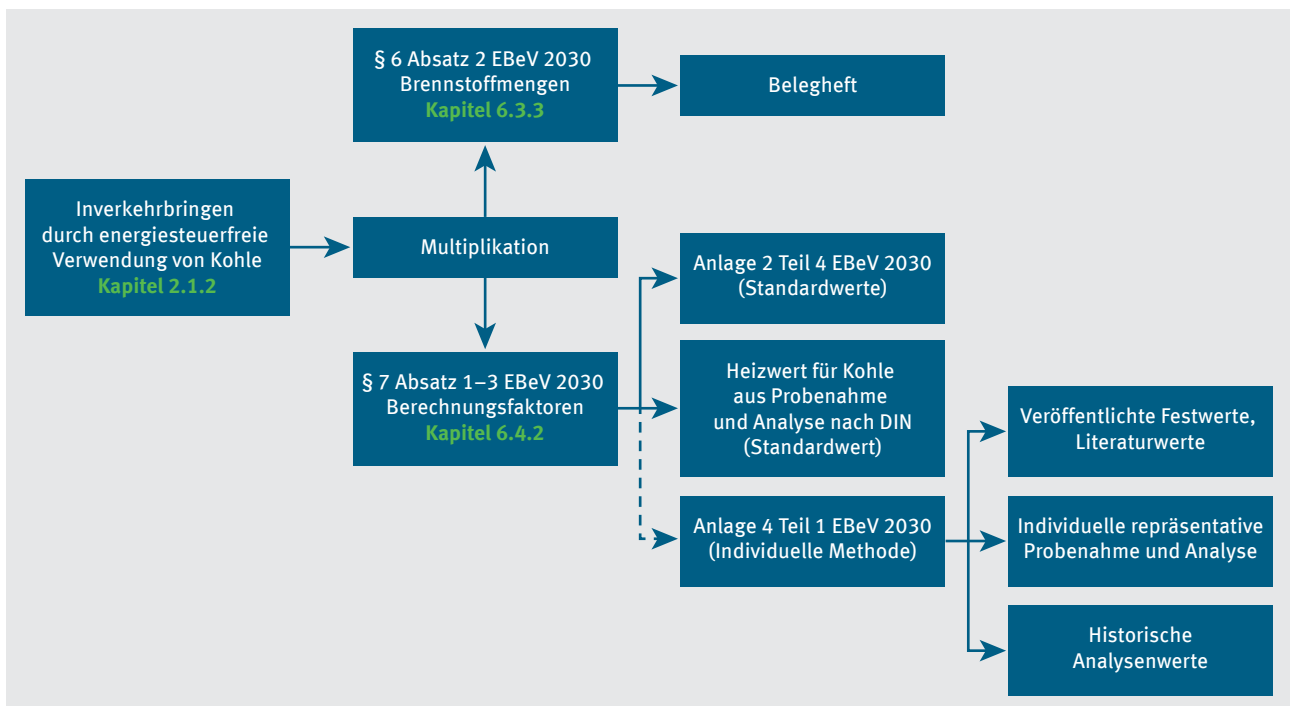 § 6 Absatz 2 EBeV 2030
Brennstoffmengen
Kapitel 6.3.3
Belegheft
Inverkehrbringen
durch energiesteuerfreie
Verwendung von Kohle
Kapitel 2.1.2
Multiplikation
Anlage 2 Teil 4 EBeV 2030
(Standardwerte)
§ 7 Absatz 1–3 EBeV 2030
Berechnungsfaktoren
Kapitel 6.4.2
Heizwert für Kohle
aus Probenahme
und Analyse nach DIN
(Standardwert)
Anlage 4 Teil 1 EBeV 2030
(Individuelle Methode)
Veröffentlichte Festwerte,
Literaturwerte
Individuelle repräsentative
Probenahme und Analyse
Historische
Analysenwerte